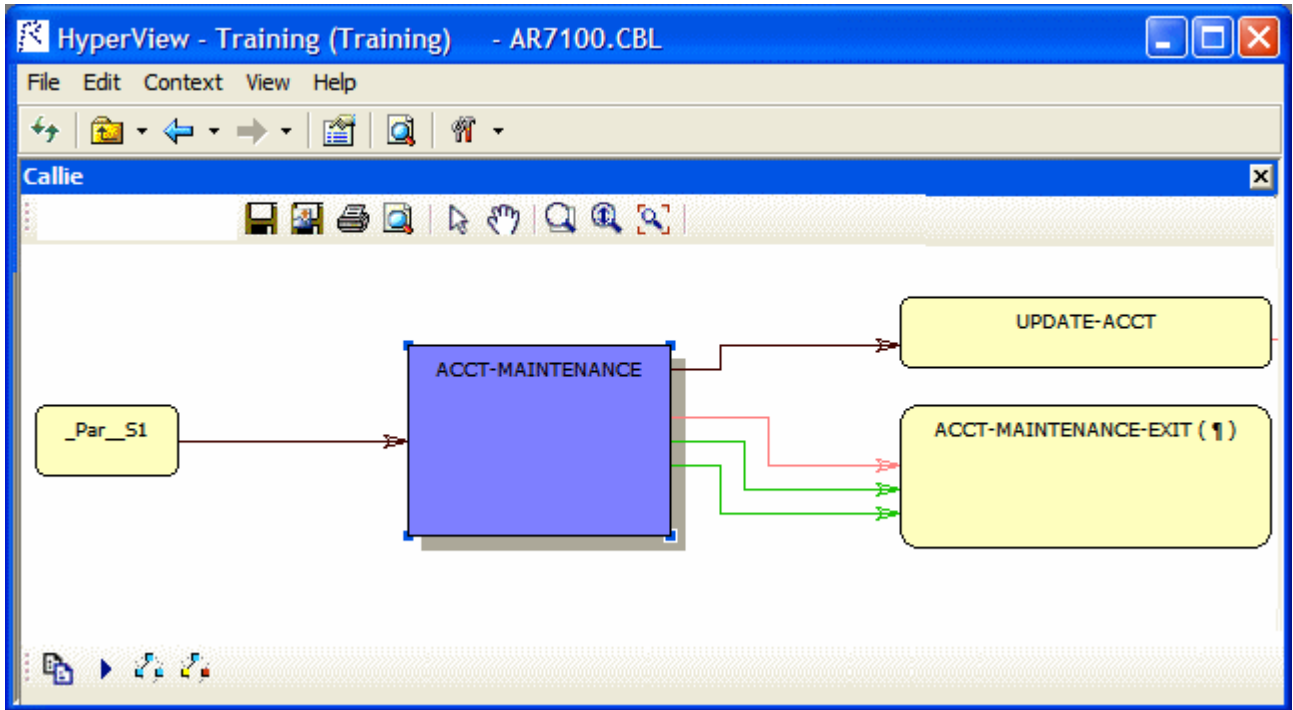 HyperView - Training (Training) - AR7100.CBL
File Edit Context View Help
Callie
UPDATE-ACCT
ACCT-MAINTENANCE
_Par__S1
ACCT-MAINTENANCE-EXIT ( ¶ )